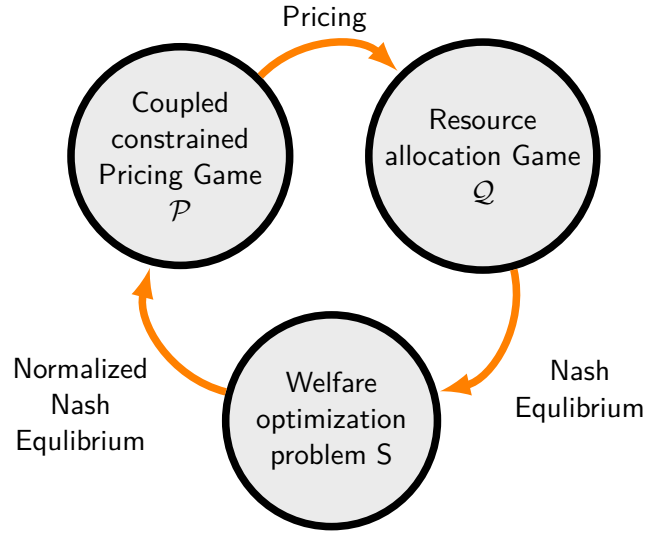 Pricing
Coupled
constrained
Pricing Game
𝒫
Resource
allocation Game
𝒬
Normalized
Nash
Equlibrium
Welfare
optimization
problem S
Nash
Equlibrium